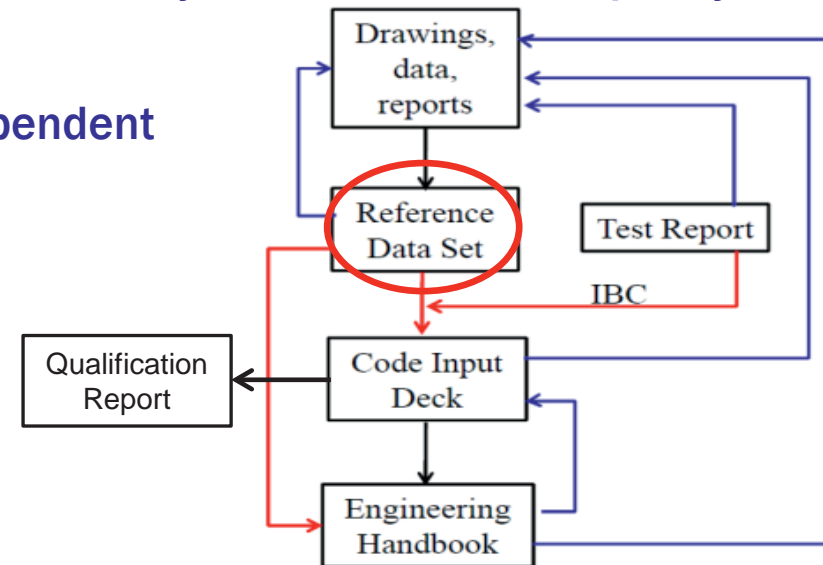 Drawings,
data,
reports
pendent
Reference
Data Set
Test Report
IBC
Qualification
Report
Code Input
Deck
Engineering
Handbook